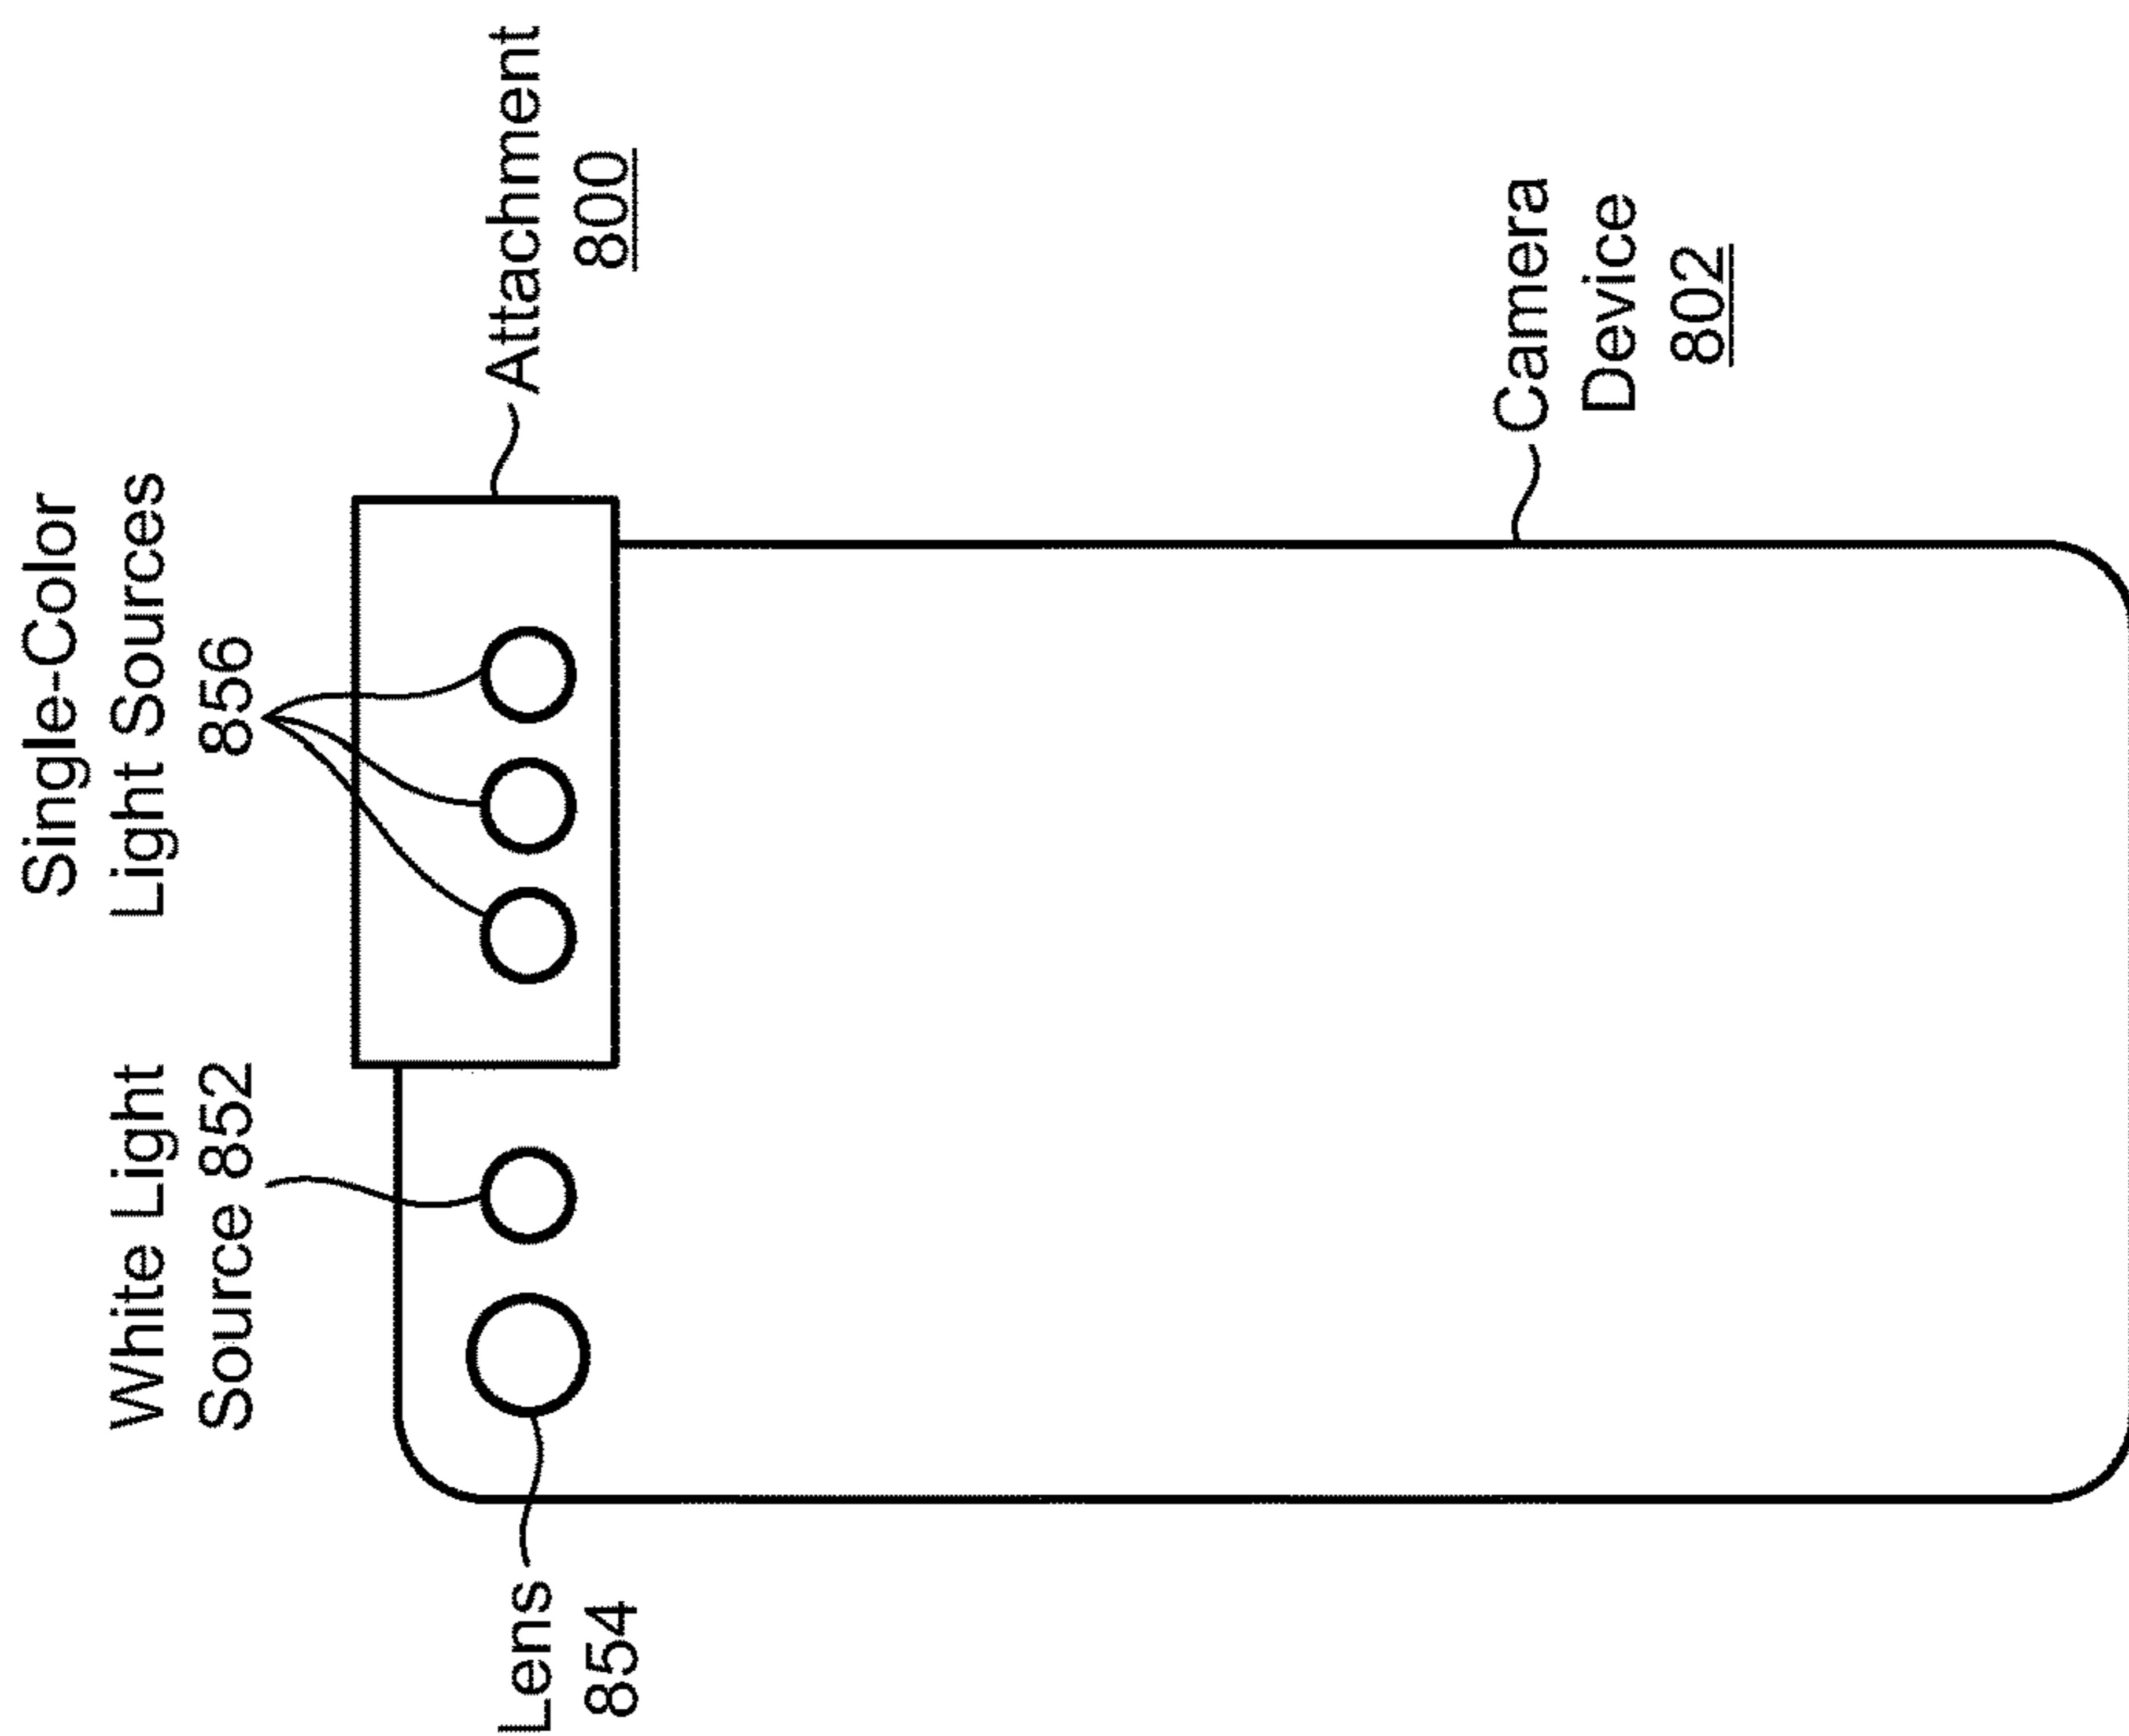 Single-Color
Light Sources
856
White Light
Source 852
Attachment
800
Lens
854
Camera
Device
802